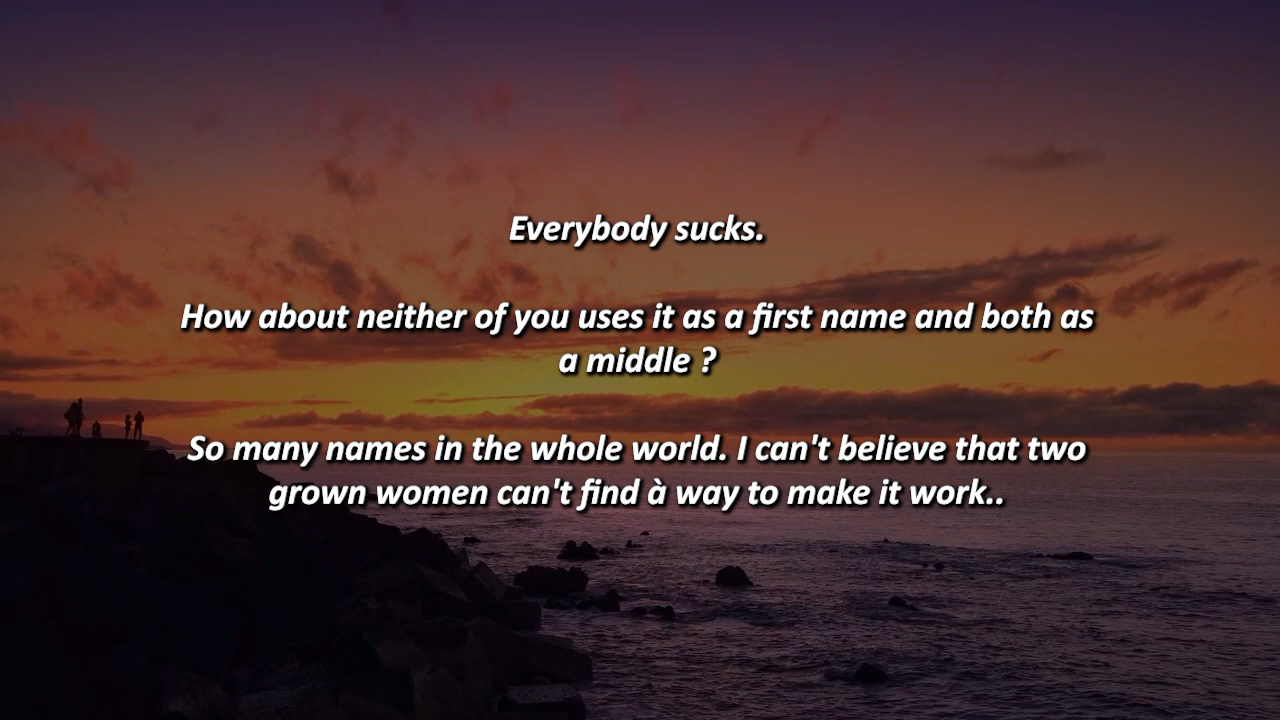 Everybody sucks.
How about neither of you uses it as a first name and both as
a middle ?
So many names in the whole world. I can't believe that two
grown women can't find à way to make it work..